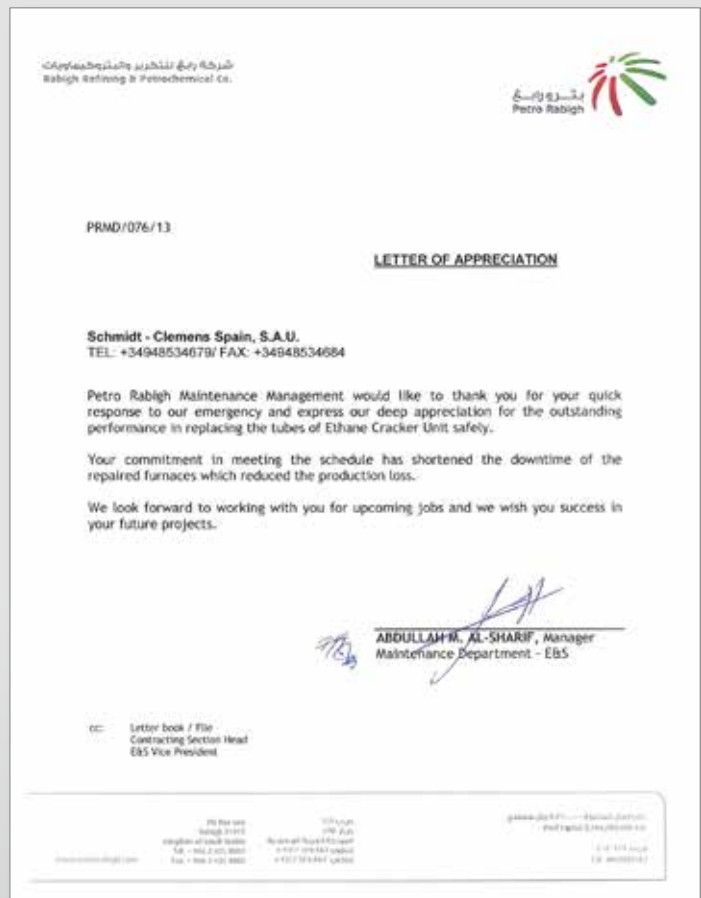 شركة رابغ للتكرير والبتروكيماويات
Rabigh Refining & Petrochemical Co.
بترورابغ
Petro Rabigh
PRMD/076/13
LETTER OF APPRECIATION
Schmidt - Clemens Spain, S.A.U.
TEL: +34948534679/ FAX: +34948534684
Petro Rabigh Maintenance Management would like to thank you for your quick
response to our emergency and express our deep appreciation for the outstanding
performance in replacing the tubes of Ethane Cracker Unit safely.
Your commitment in meeting the schedule has shortened the downtime of the
repaired furnaces which reduced the production loss.
We look forward to working with you for upcoming jobs and we wish you success in
your future projects.
ABDULLAH M. AL-SHARIF, Manager
Maintenance Department - E&S
cc: Letter book / File
Contracting Section Head
E&S Vice President